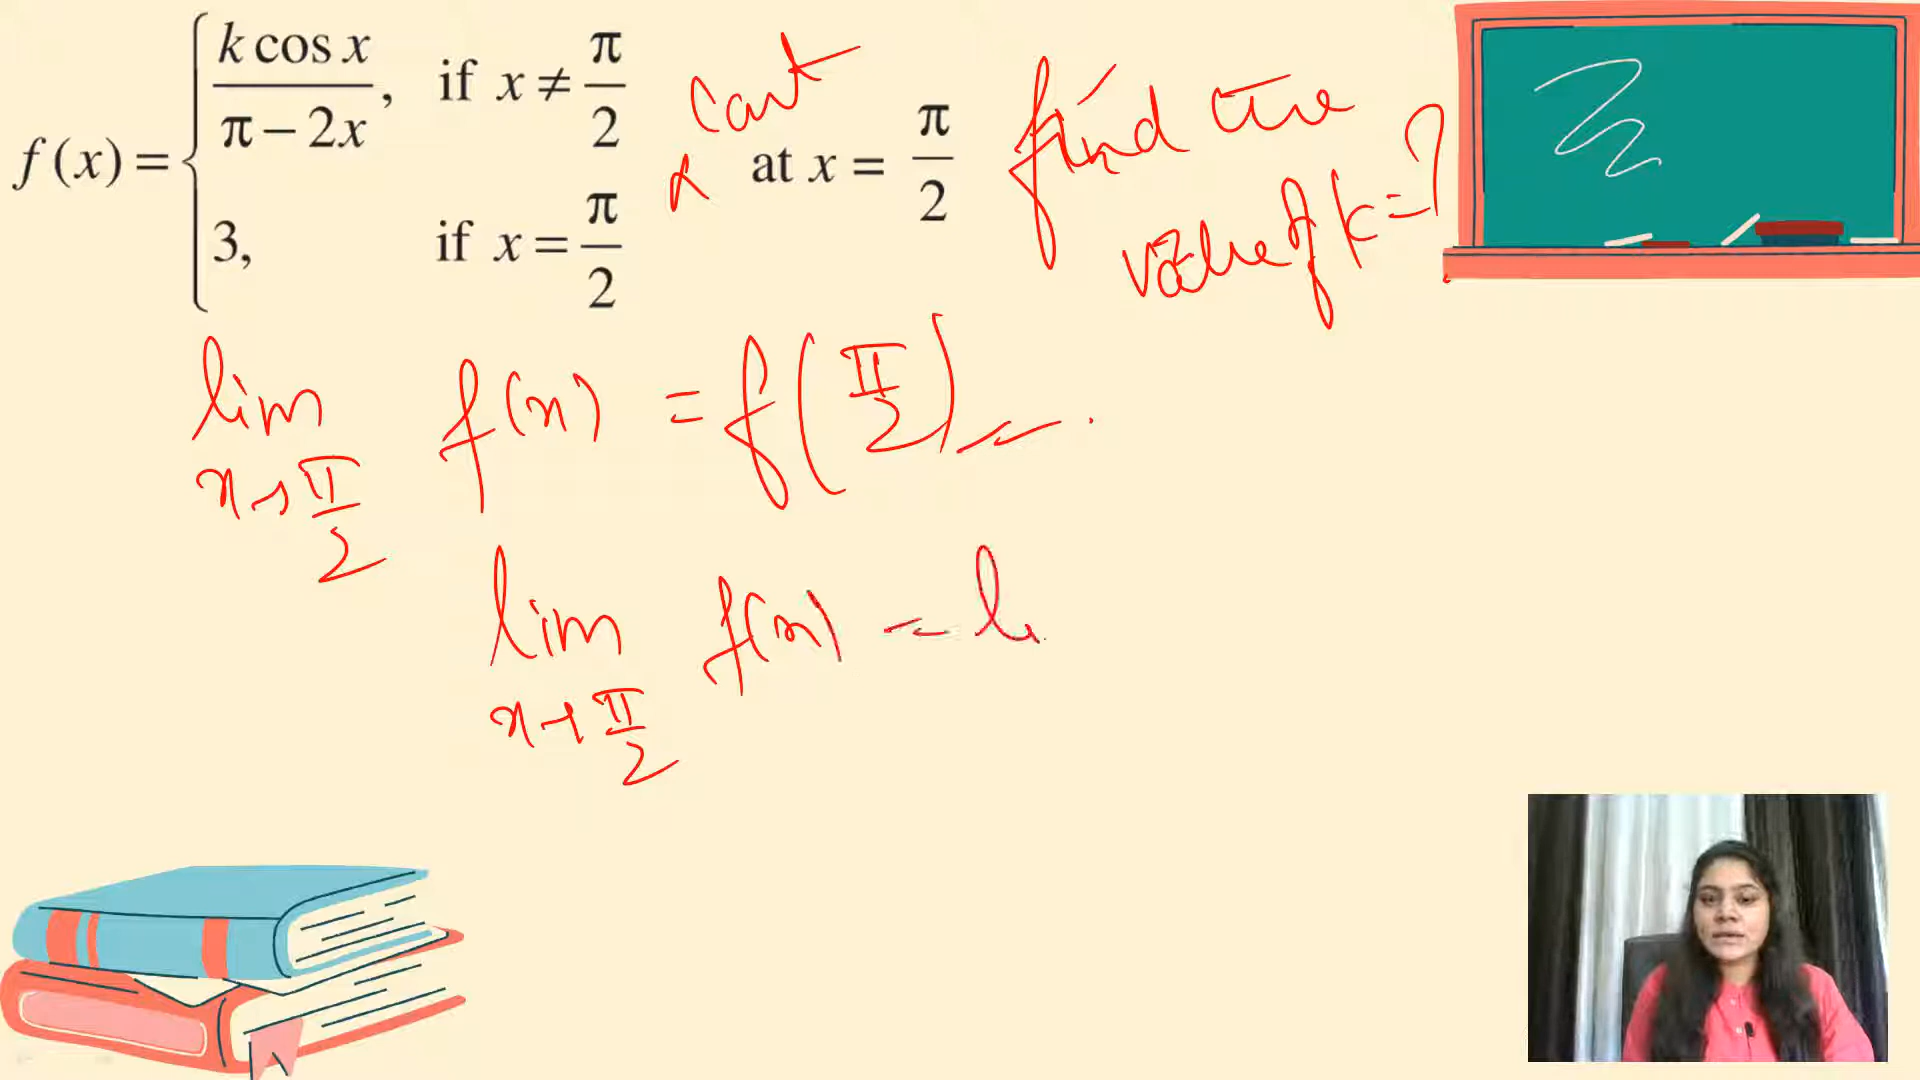 f(x) = { k cos x / π − 2x, if x ≠ π/2
3, if x = π/2
cont
at x = π/2
find the
value of k = ?
lim x→π/2 f(x) = f(π/2)
lim x→π/2 f(x) = li